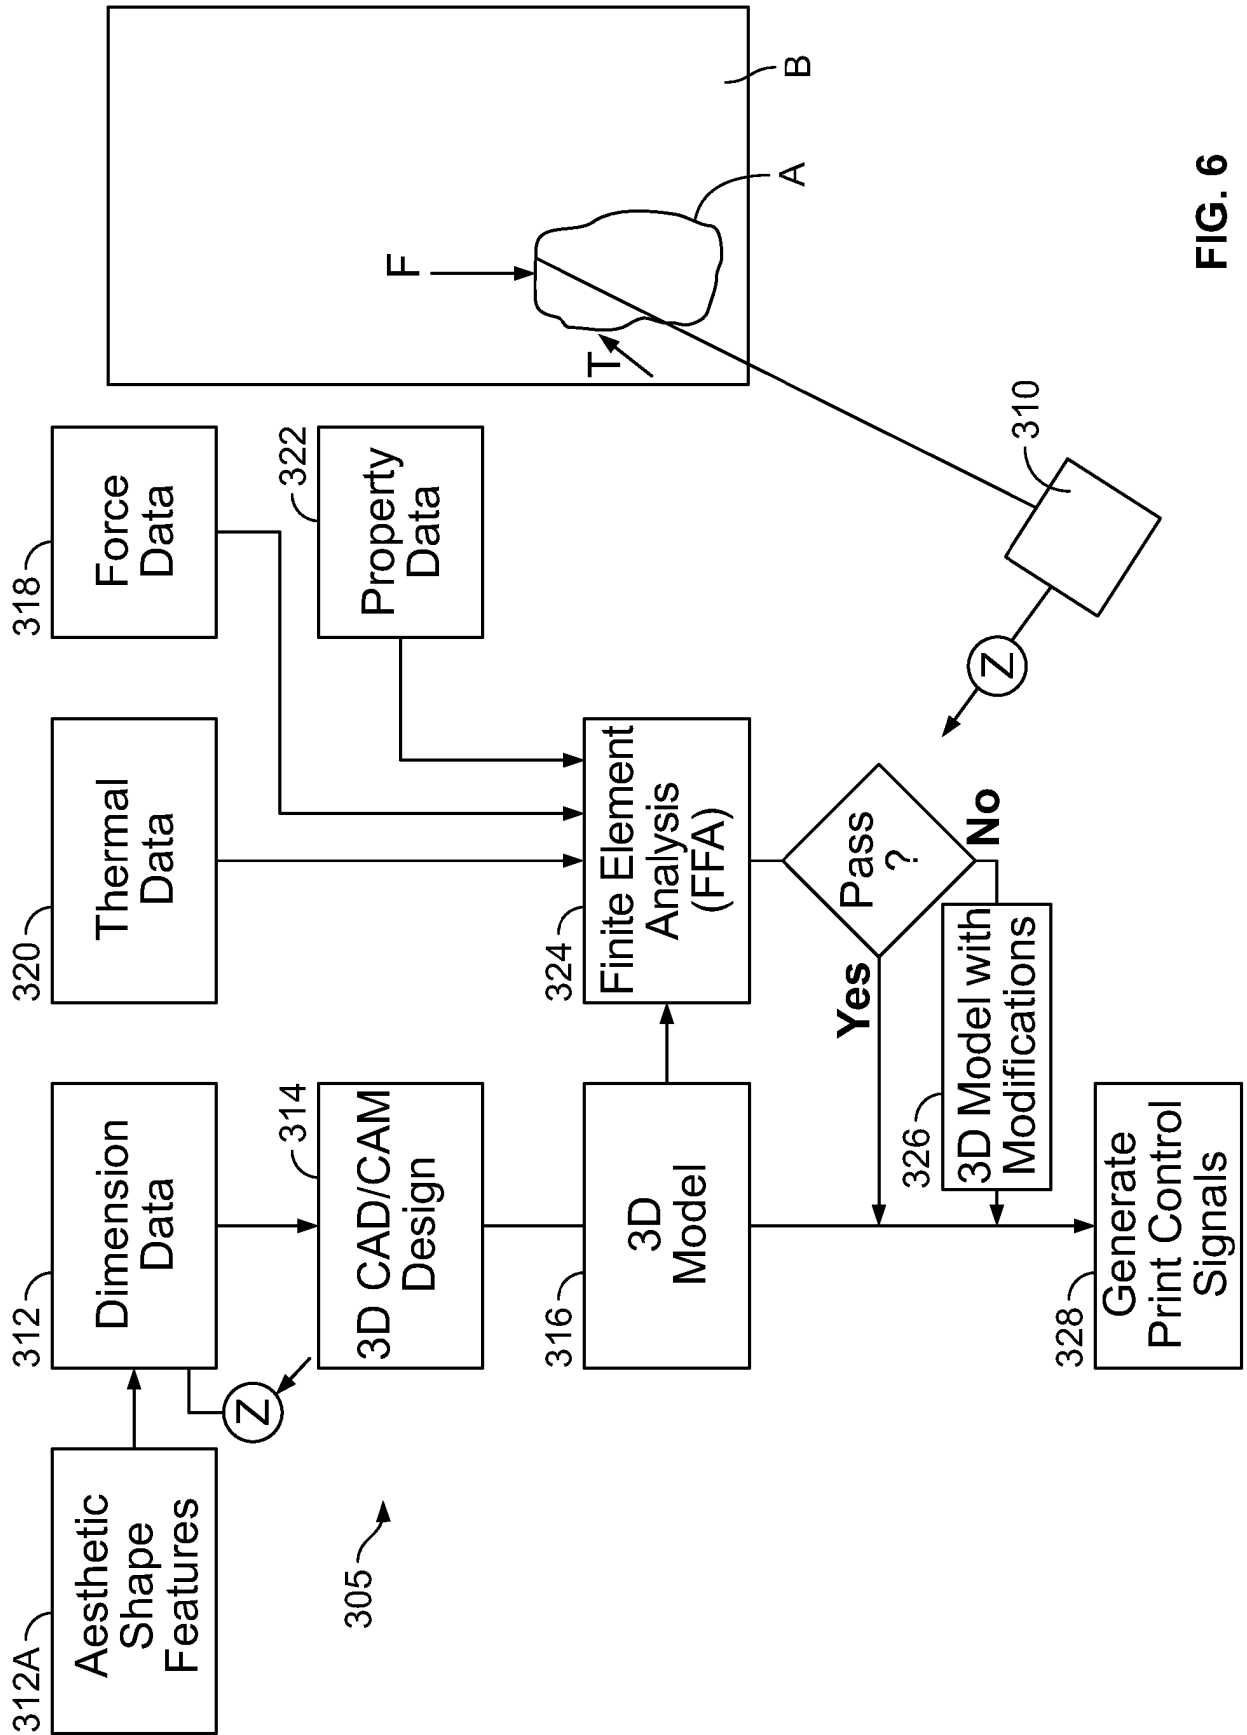 312A
Aesthetic
Shape
Features
312
Dimension
Data
320
Thermal
Data
318
Force
Data
Z
314
3D CAD/CAM
Design
322
Property
Data
305
316
3D
Model
324
Finite Element
Analysis
(FFA)
Pass
?
Yes
No
326
3D Model with
Modifications
328
Generate
Print Control
Signals
F
T
A
B
Z
310
FIG. 6